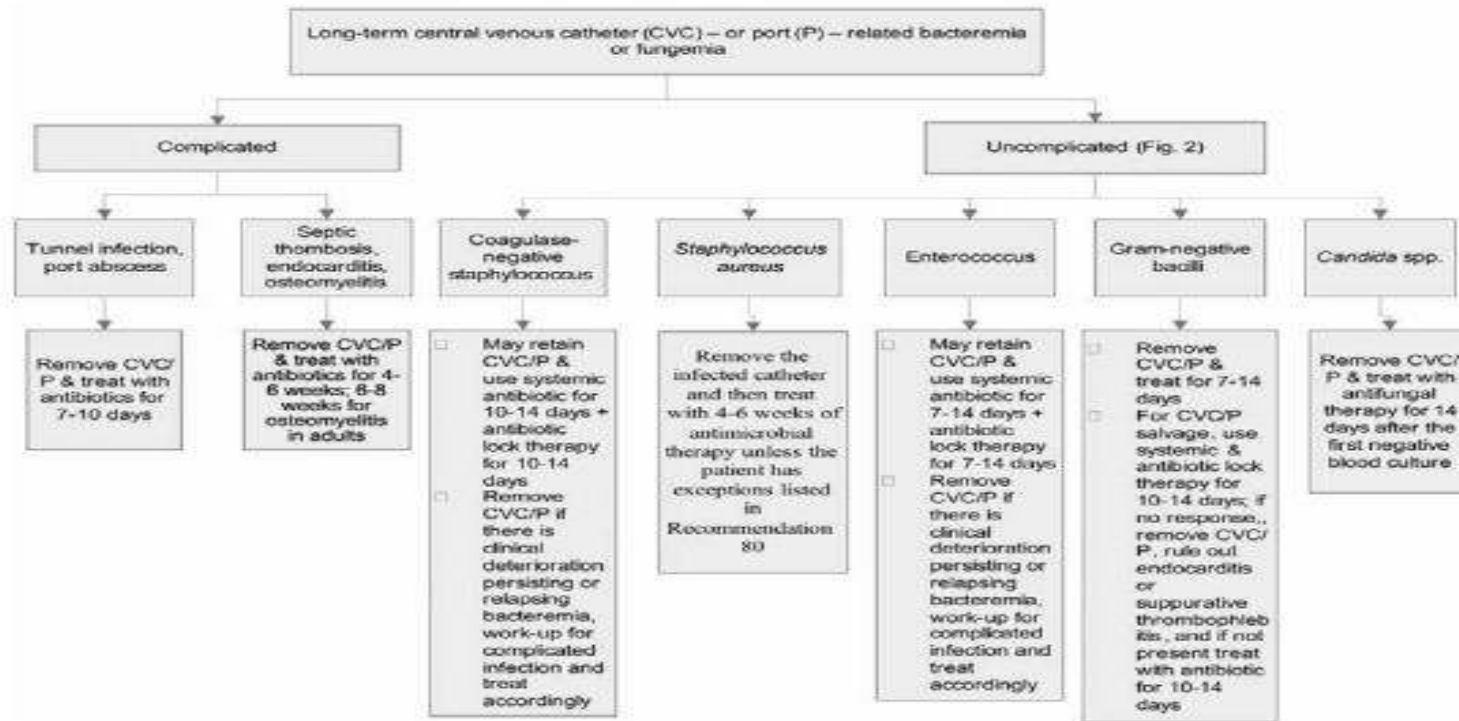 Long-term central venous catheter (CVC) – or port (P) – related bacteremia
or fungemia
Complicated
Uncomplicated (Fig. 2)
Tunnel infection,
port abscess
Septic
thrombosis,
endocarditis,
osteomyelitis
Coagulase-
negative
staphylococcus
Staphylococcus
aureus
Enterococcus
Gram-negative
bacilli
Candida spp.
Remove CVC/
P & treat with
antibiotics for
7-10 days
Remove CVC/P
& treat with
antibiotics for 4-
6 weeks; 6-8
weeks for
osteomyelitis
in adults
May retain
CVC/P &
use systemic
antibiotic for
10-14 days +
antibiotic
lock therapy
for 10-14
days
Remove
CVC/P if
there is
clinical
deterioration
persisting or
relapsing
bacteremia,
work-up for
complicated
infection and
treat
accordingly
Remove the
infected catheter
and then treat
with 4-6 weeks of
antimicrobial
therapy unless the
patient has
exceptions listed
in
Recommendation
80
May retain
CVC/P &
use systemic
antibiotic for
7-14 days +
antibiotic
lock therapy
for 7-14 days
Remove
CVC/P if
there is
clinical
deterioration
persisting or
relapsing
bacteremia,
work-up for
complicated
infection and
treat
accordingly
Remove
CVC/P &
treat for 7-14
days
For CVC/P
salvage, use
systemic &
antibiotic lock
therapy for
10-14 days; if
no response,,
remove CVC/
P, rule out
endocarditis
or
suppurative
thrombophleb
itis, and if not
present treat
with antibiotic
for 10-14
days
Remove CVC/
P & treat with
antifungal
therapy for 14
days after the
first negative
blood culture